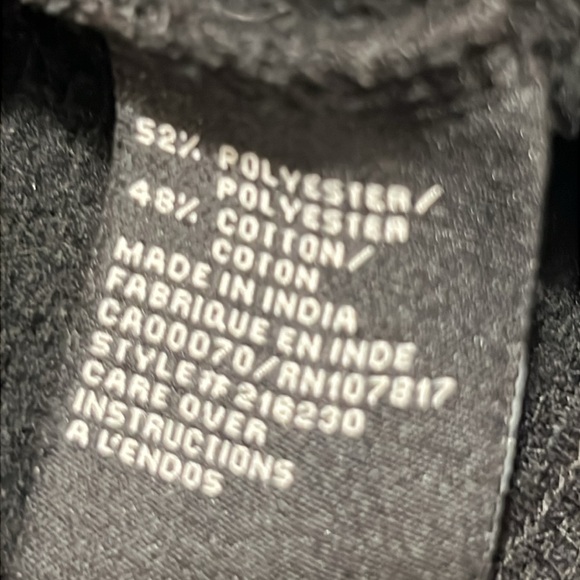 52% POLYESTER/
POLYESTER
48% COTTON/
COTON
MADE IN INDIA
FABRIQUE EN INDE
CA00070/RN107817
STYLE# 216230
CARE OVER
INSTRUCTIONS
A L'ENDOS